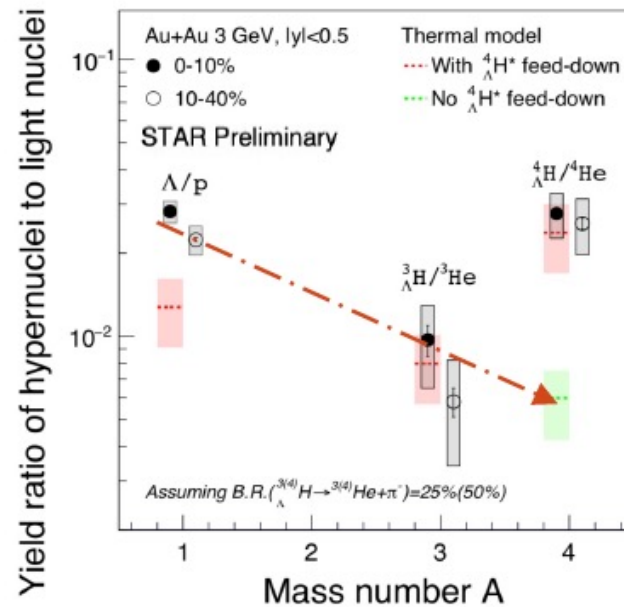 Au+Au 3 GeV, |y|<0.5
0-10%
10-40%
STAR Preliminary
Thermal model
With ⁴ΛH* feed-down
No ⁴ΛH* feed-down
Λ/p
³ΛH/³He
⁴ΛH/⁴He
Assuming B.R.(³⁽⁴⁾ΛH→³⁽⁴⁾He+π⁻)=25%(50%)
Yield ratio of hypernuclei to light nuclei
10⁻¹
10⁻²
1 2 3 4
Mass number A